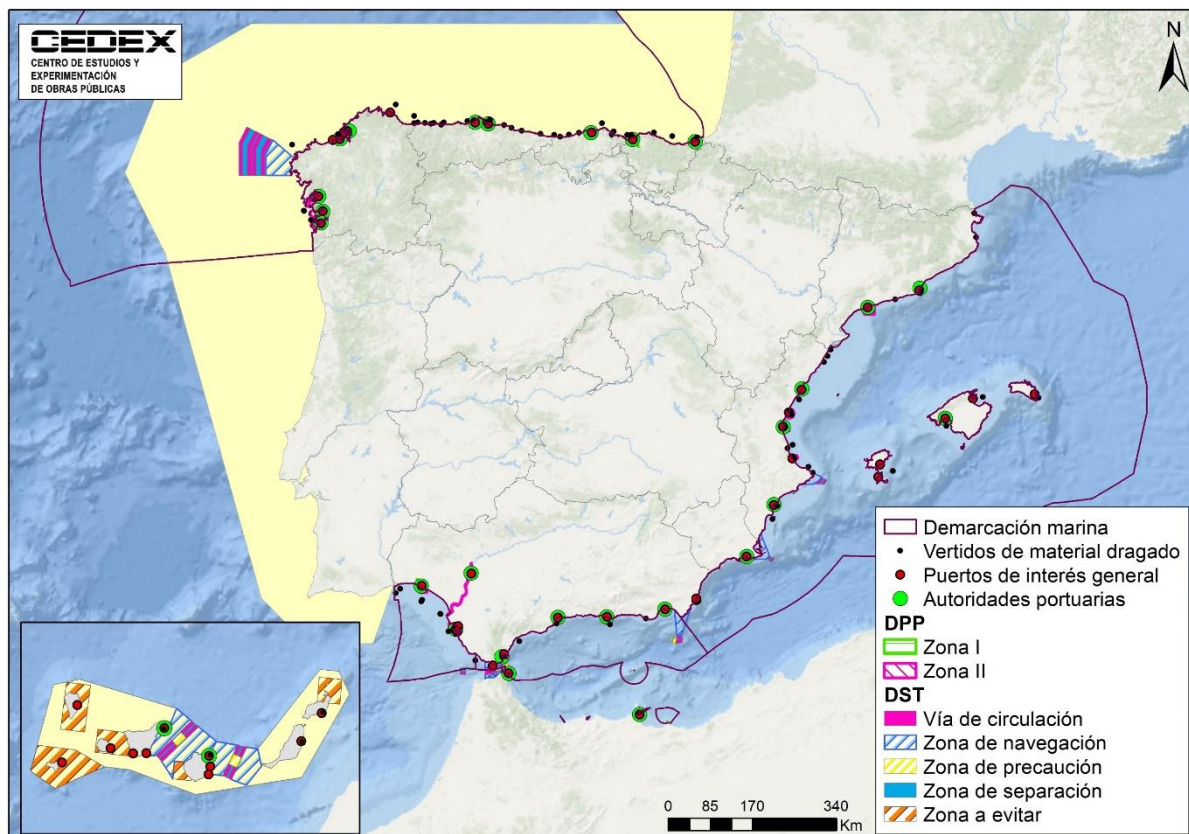 CEDEX
CENTRO DE ESTUDIOS Y
EXPERIMENTACIÓN
DE OBRAS PÚBLICAS
N
Demarcación marina
Vertidos de material dragado
Puertos de interés general
Autoridades portuarias
DPP
Zona I
Zona II
DST
Vía de circulación
Zona de navegación
Zona de precaución
Zona de separación
Zona a evitar
0 85 170 340
Km